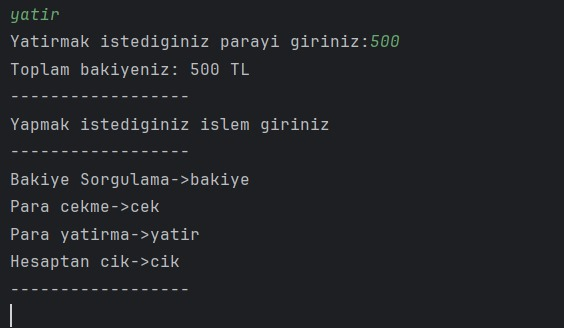 yatir
Yatirmak istediginiz parayi giriniz:500
Toplam bakiyeniz: 500 TL
------------------
Yapmak istediginiz islem giriniz
------------------
Bakiye Sorgulama->bakiye
Para cekme->cek
Para yatirma->yatir
Hesaptan cik->cik
------------------